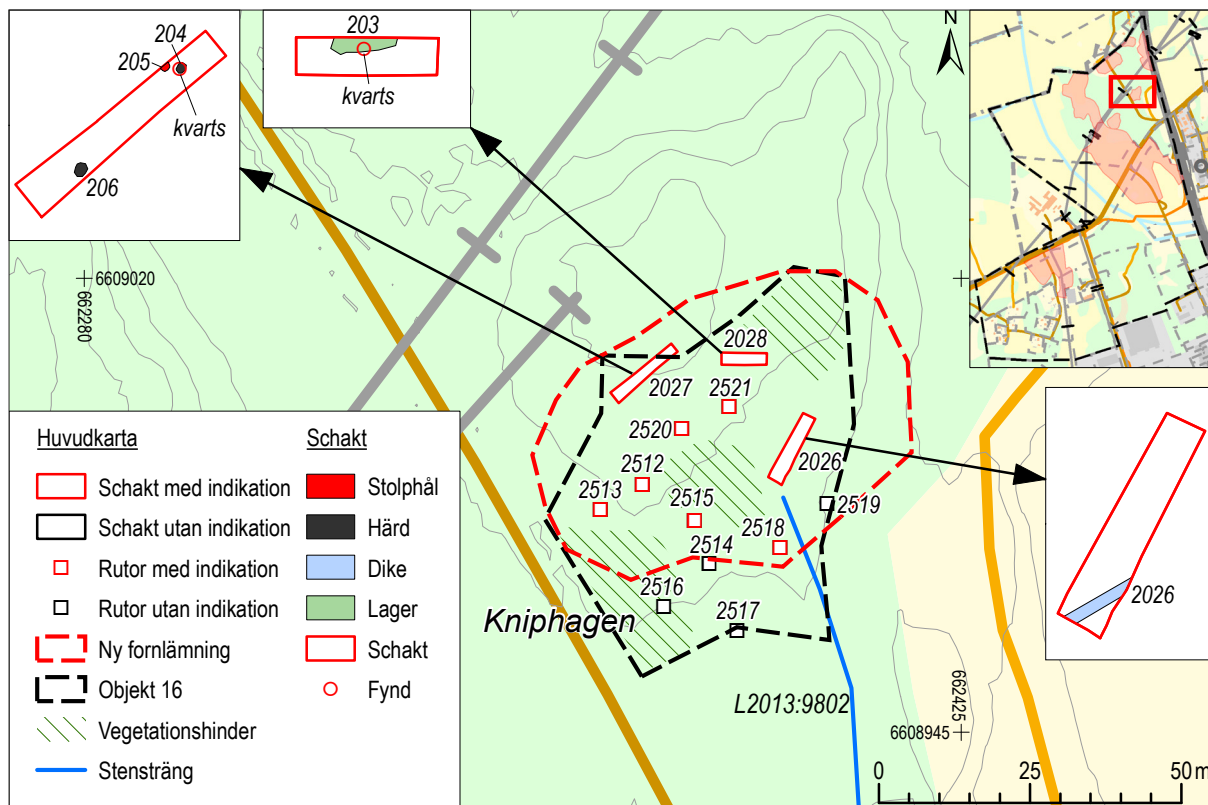 204
205
kvarts
206
203
kvarts
N
6609020
662280
2028
2027
2521
2520
2026
2512
2513
2515
2519
2518
2514
2516
2517
Kniphagen
L2013:9802
2026
662425
6608945
0 25 50 m
Huvudkarta
Schakt med indikation
Schakt utan indikation
Rutor med indikation
Rutor utan indikation
Ny fornlämning
Objekt 16
Vegetationshinder
Stensträng
Schakt
Stolphål
Härd
Dike
Lager
Schakt
Fynd